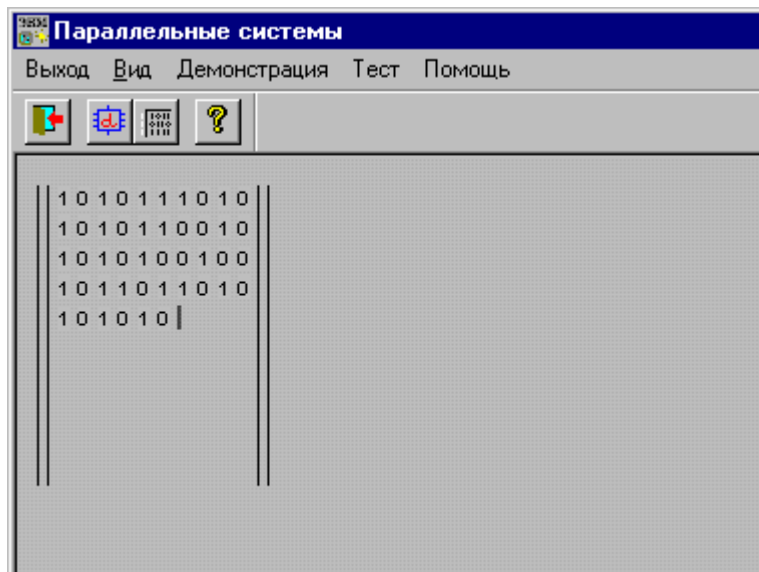 Параллельные системы
Выход Вид Демонстрация Тест Помощь
1 0 1 0 1 1 1 0 1 0
1 0 1 0 1 1 0 0 1 0
1 0 1 0 1 0 0 1 0 0
1 0 1 1 0 1 1 0 1 0
1 0 1 0 1 0